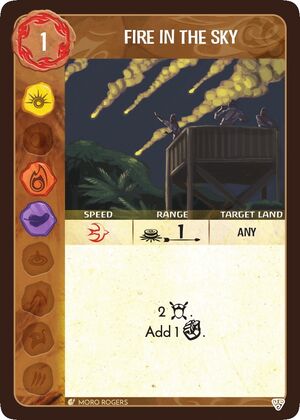 1 FIRE IN THE SKY
SPEED RANGE TARGET LAND
1 ANY
2 .
Add 1 .
MORO ROGERS